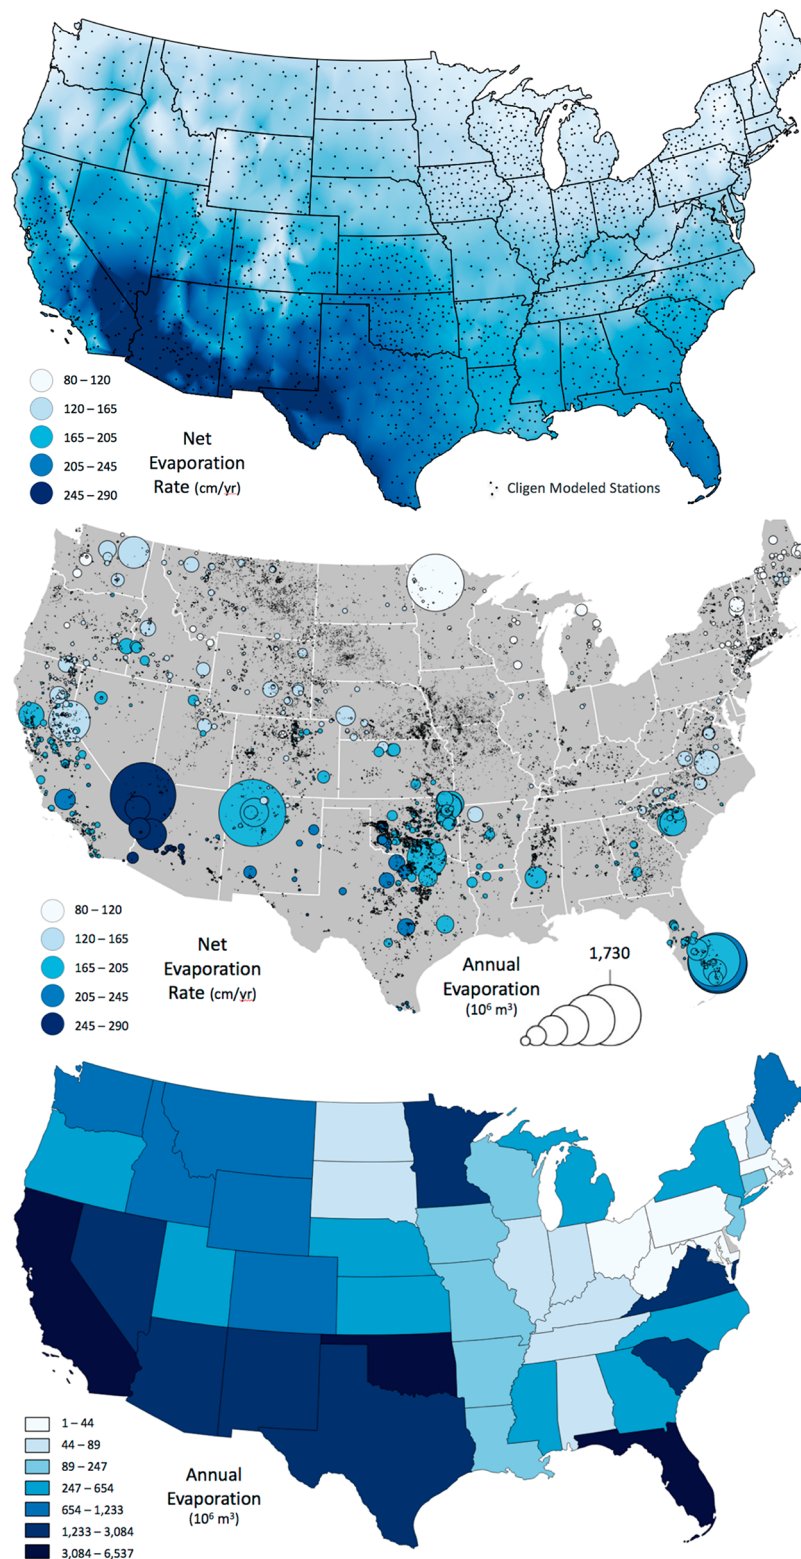 80 – 120
120 – 165
165 – 205
205 – 245
245 – 290
Net
Evaporation
Rate (cm/yr)
Cligen Modeled Stations
80 – 120
120 – 165
165 – 205
205 – 245
245 – 290
Net
Evaporation
Rate (cm/yr)
Annual
Evaporation
(10⁶ m³)
1,730
1 – 44
44 – 89
89 – 247
247 – 654
654 – 1,233
1,233 – 3,084
3,084 – 6,537
Annual
Evaporation
(10⁶ m³)